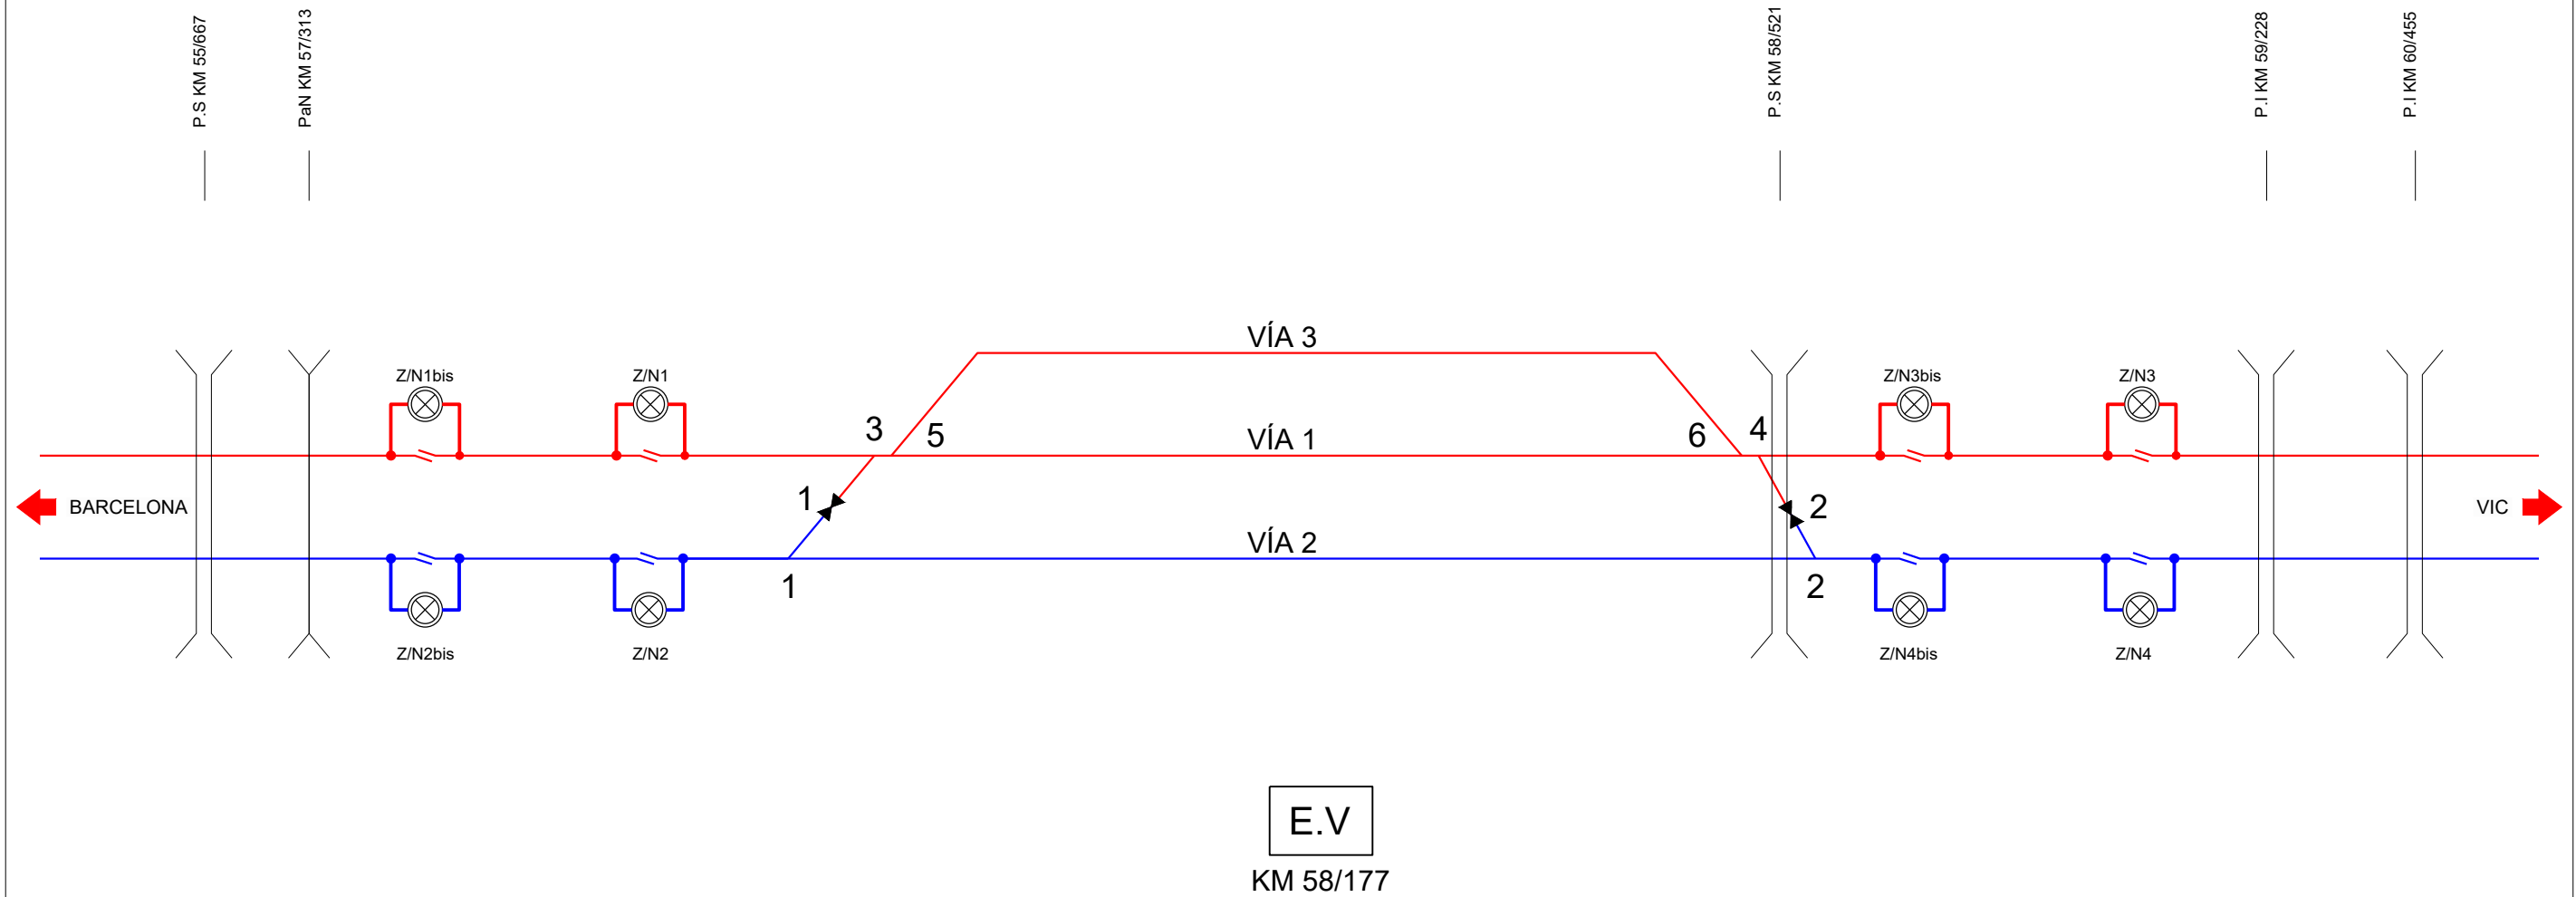 P.S KM 55/667
PaN KM 57/313
P.S KM 58/521
P.I KM 59/228
P.I KM 60/455
VÍA 3
Z/N1bis
Z/N1
Z/N3bis
Z/N3
3
5
VÍA 1
6
4
BARCELONA
1
2
VIC
VÍA 2
1
2
Z/N2bis
Z/N2
Z/N4bis
Z/N4
E.V
KM 58/177